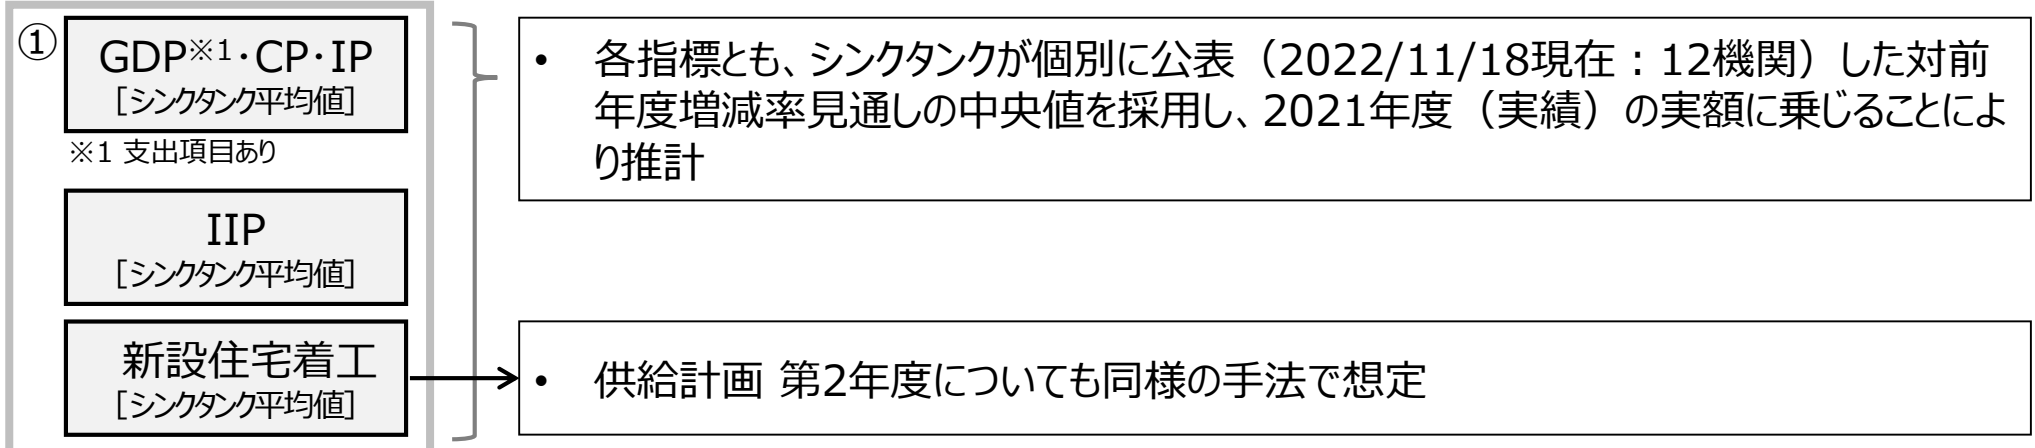 ①
GDP※1・CP・IP
[シンクタンク平均値]
※1 支出項目あり
IIP
[シンクタンク平均値]
新設住宅着工
[シンクタンク平均値]
• 各指標とも、シンクタンクが個別に公表（2022/11/18現在：12機関）した対前
年度増減率見通しの中央値を採用し、2021年度（実績）の実額に乗じることによ
り推計
• 供給計画 第2年度についても同様の手法で想定